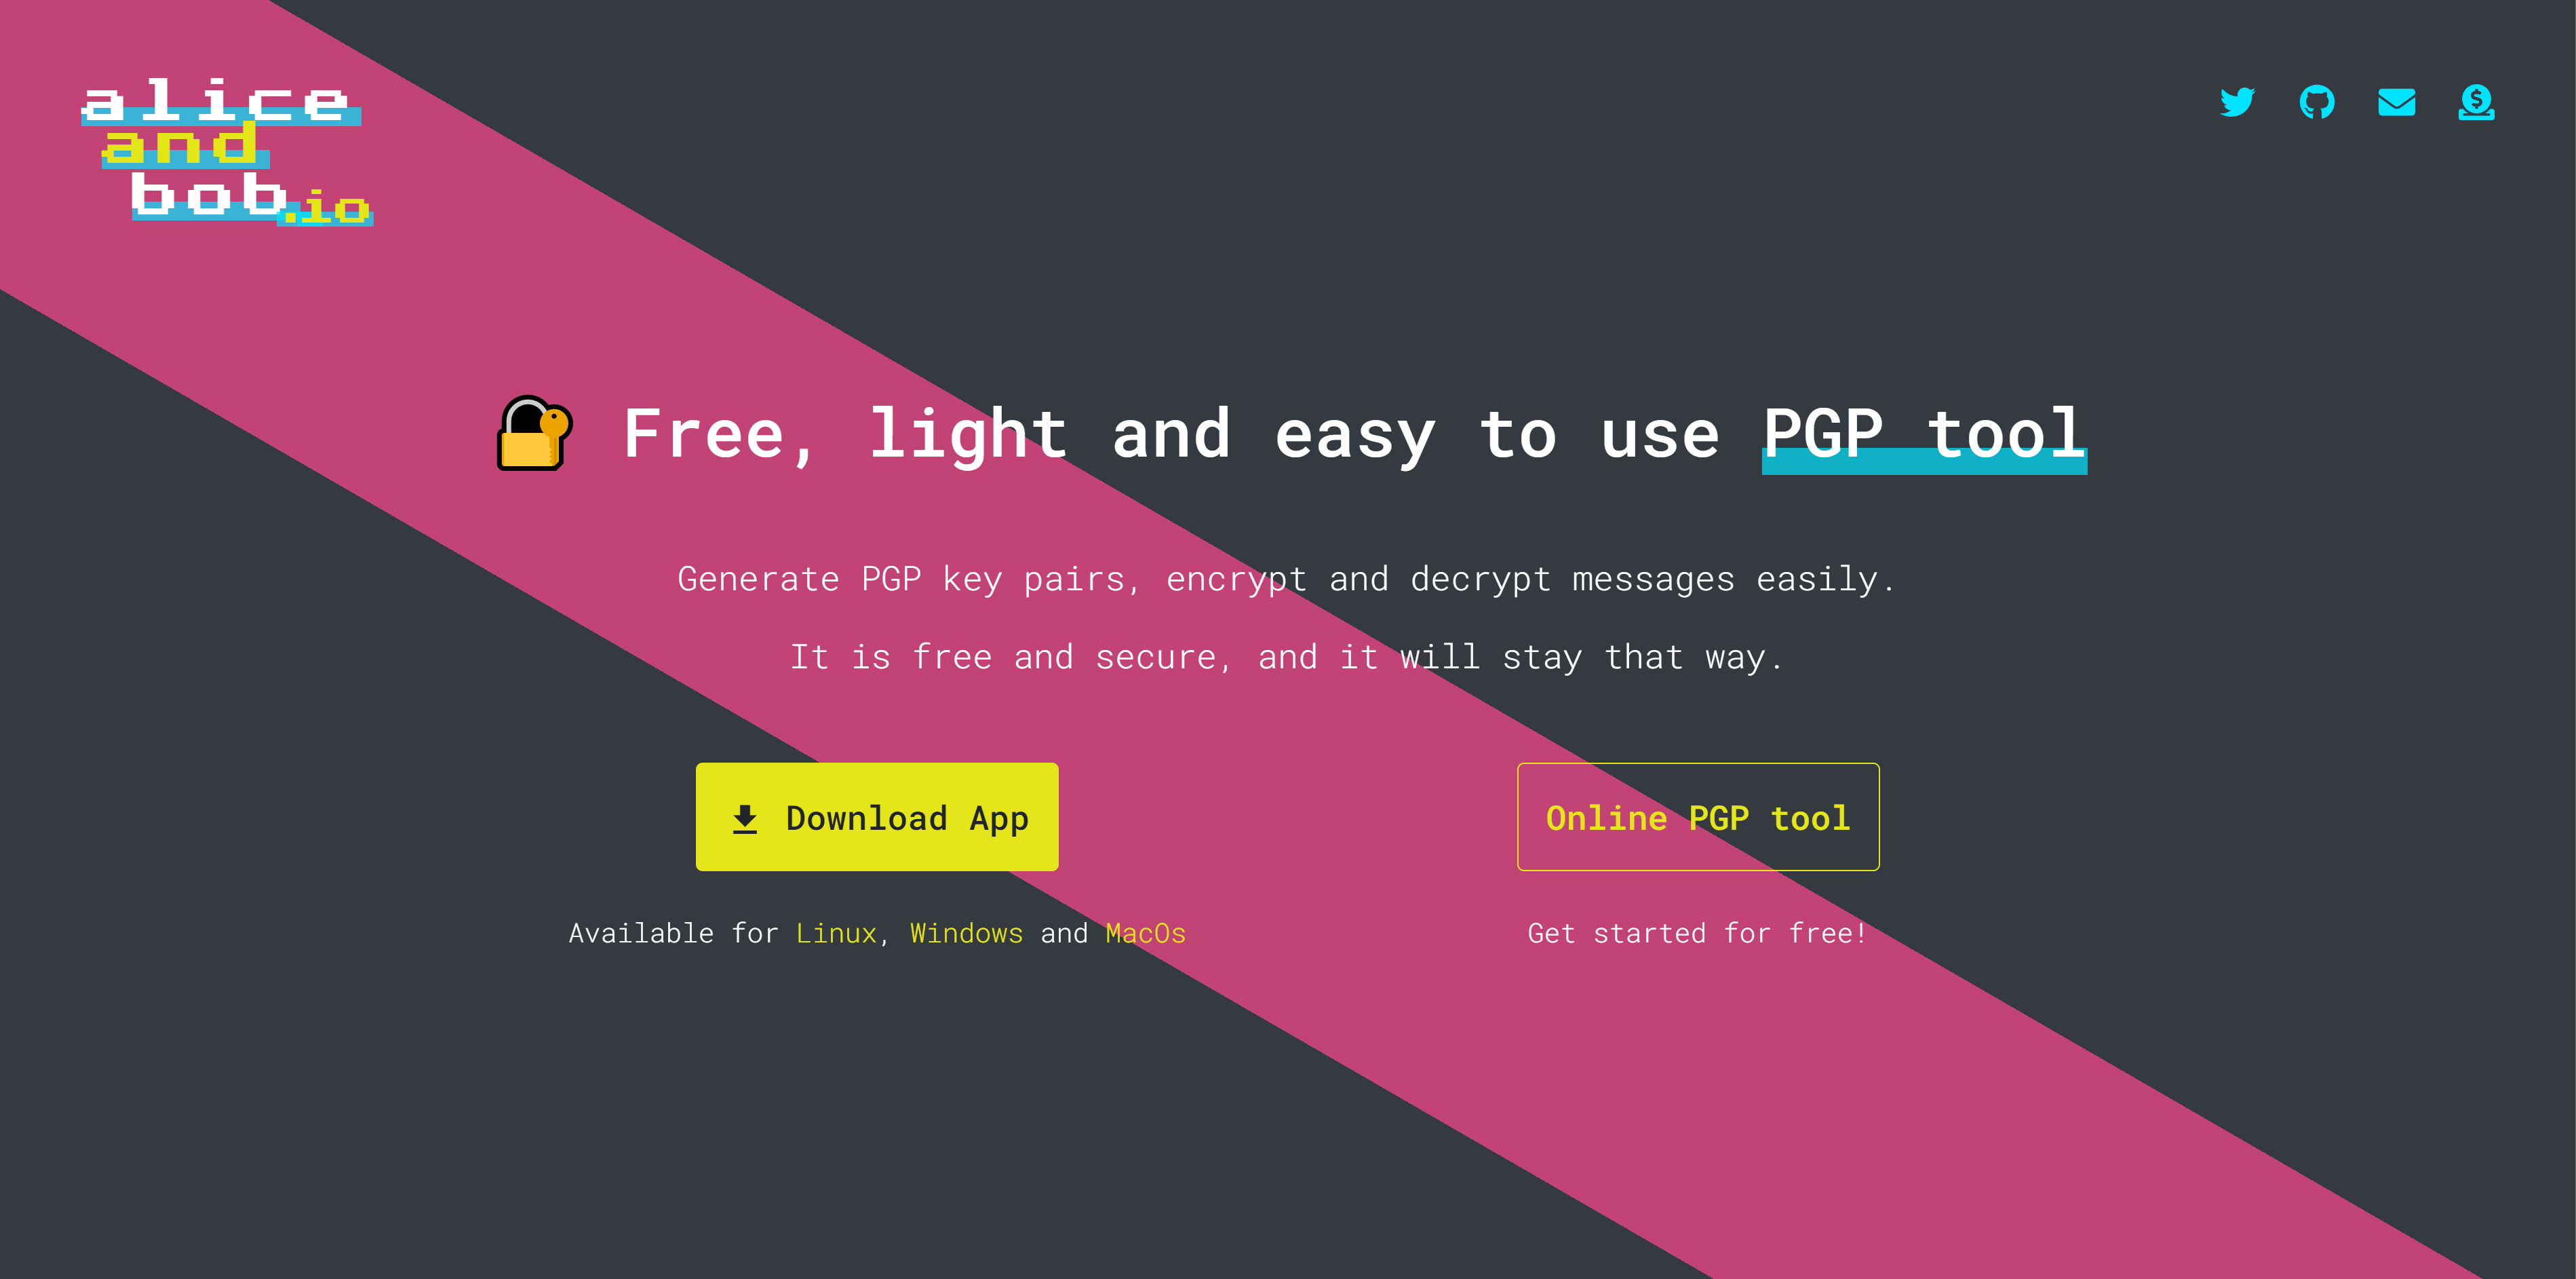 alice
and
bob.io
Free, light and easy to use PGP tool
Generate PGP key pairs, encrypt and decrypt messages easily.
It is free and secure, and it will stay that way.
Download App
Online PGP tool
Available for Linux, Windows and MacOs
Get started for free!